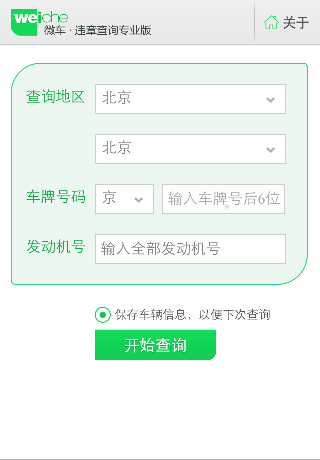 weiche
微车·违章查询专业版
关于
查询地区
北京
北京
车牌号码
京
输入车牌号后6位
发动机号
输入全部发动机号
保存车辆信息，以便下次查询
开始查询